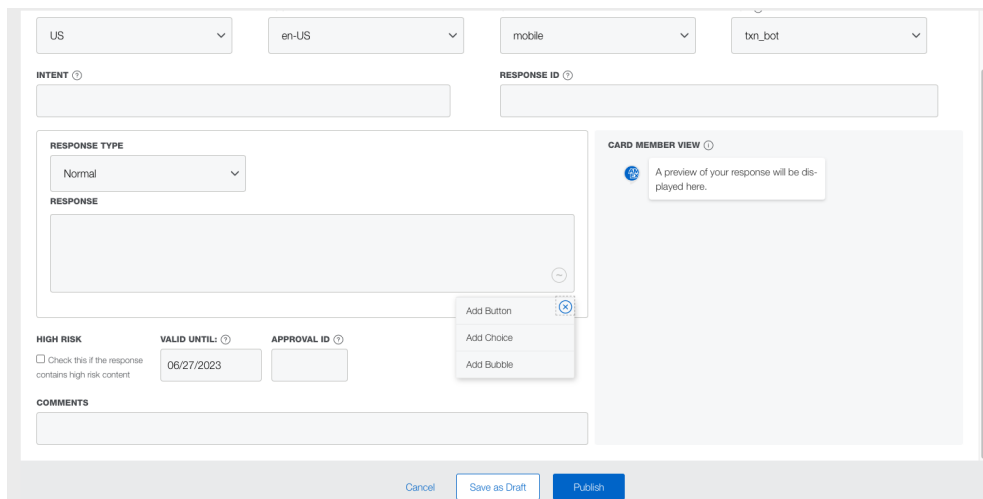 US
en-US
mobile
txn_bot
INTENT
RESPONSE ID
RESPONSE TYPE
Normal
RESPONSE
CARD MEMBER VIEW
A preview of your response will be dis-
played here.
Add Button
Add Choice
Add Bubble
HIGH RISK
Check this if the response
contains high risk content
VALID UNTIL:
06/27/2023
APPROVAL ID
COMMENTS
Cancel
Save as Draft
Publish